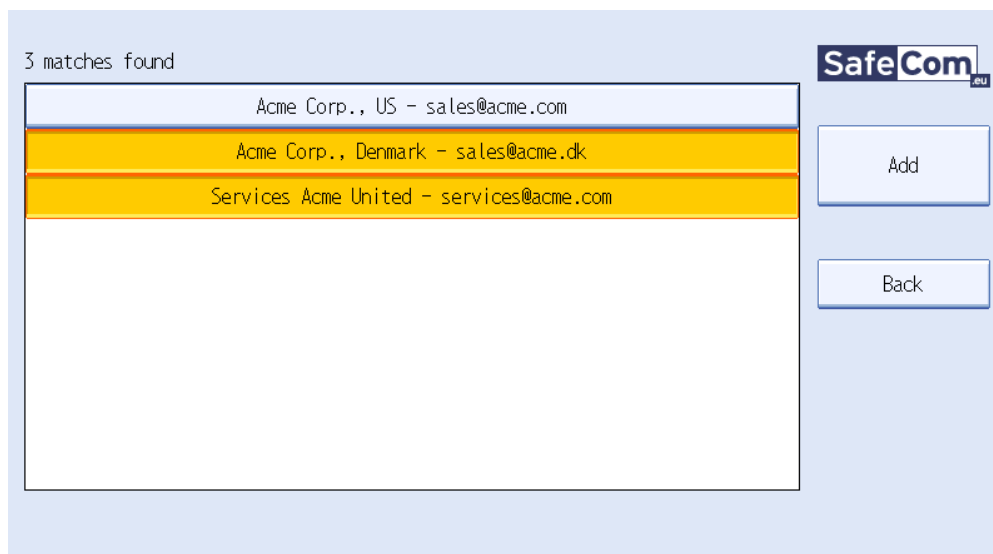 3 matches found
SafeCom
.eu
Acme Corp., US - sales@acme.com
Acme Corp., Denmark - sales@acme.dk
Add
Services Acme United - services@acme.com
Back